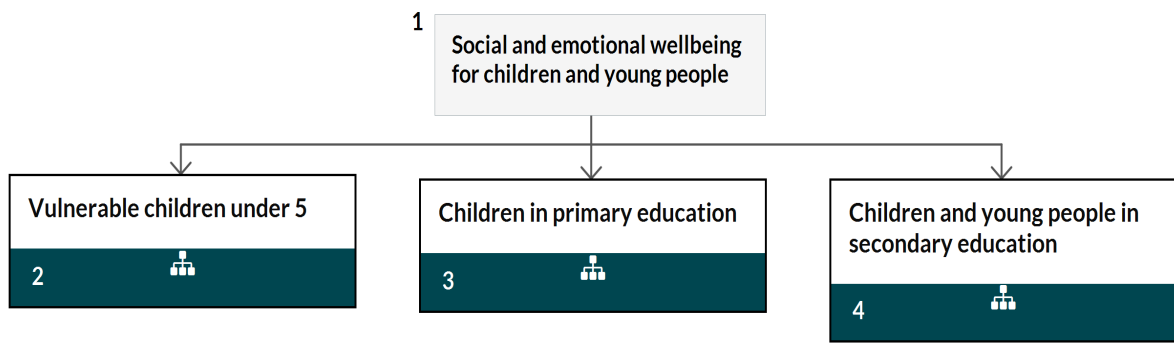 1
Social and emotional wellbeing
for children and young people
Vulnerable children under 5
2
Children in primary education
3
Children and young people in
secondary education
4